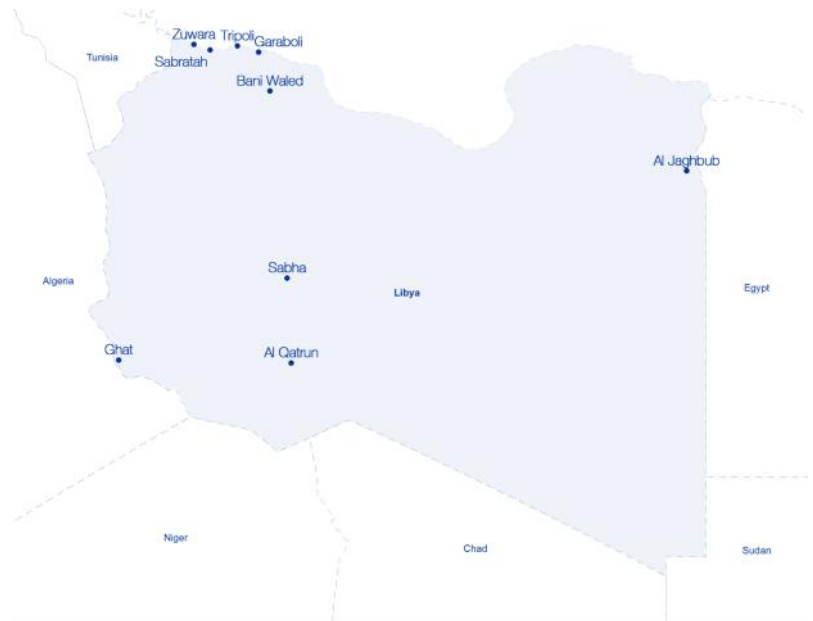 Zuwara
Tripoli
Garaboli
Tunisia
Sabratah
Bani Waled
Al Jaghbub
Sabha
Algeria
Libya
Egypt
Ghat
Al Qatrun
Niger
Chad
Sudan